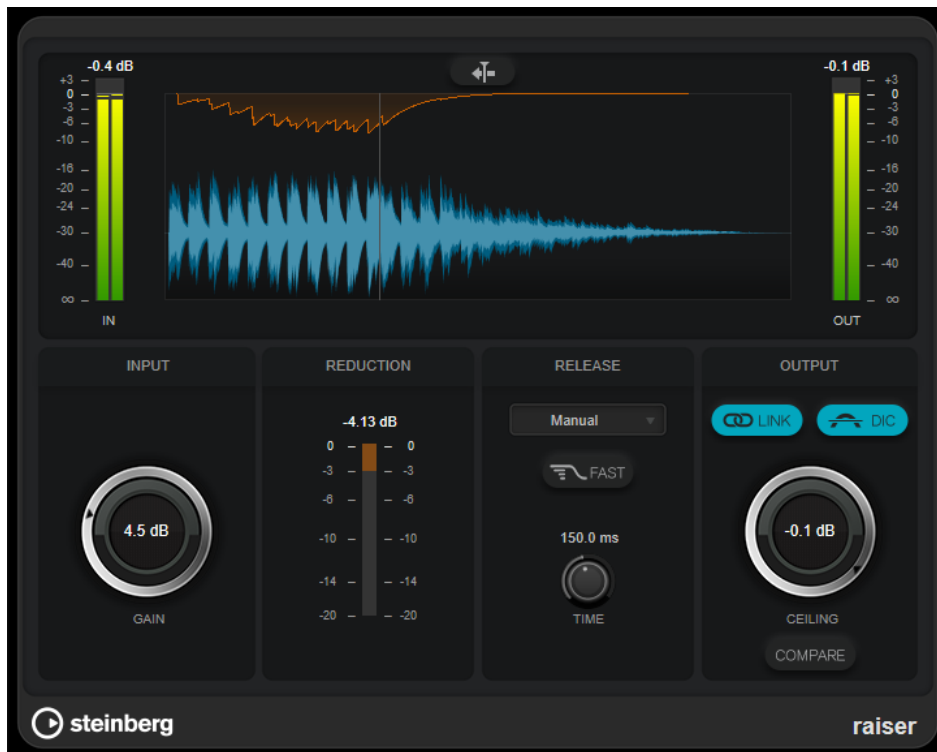 -0.4 dB
-0.1 dB
+3
0
-3
-6
-10
-16
-20
-24
-30
-40
∞
IN
+3
0
-3
-6
-10
-16
-20
-24
-30
-40
∞
OUT
INPUT
4.5 dB
GAIN
REDUCTION
-4.13 dB
0 0
-3 -3
-6 -6
-10 -10
-14 -14
-20 -20
RELEASE
Manual
FAST
150.0 ms
TIME
OUTPUT
LINK DIC
-0.1 dB
CEILING
COMPARE
steinberg
raiser